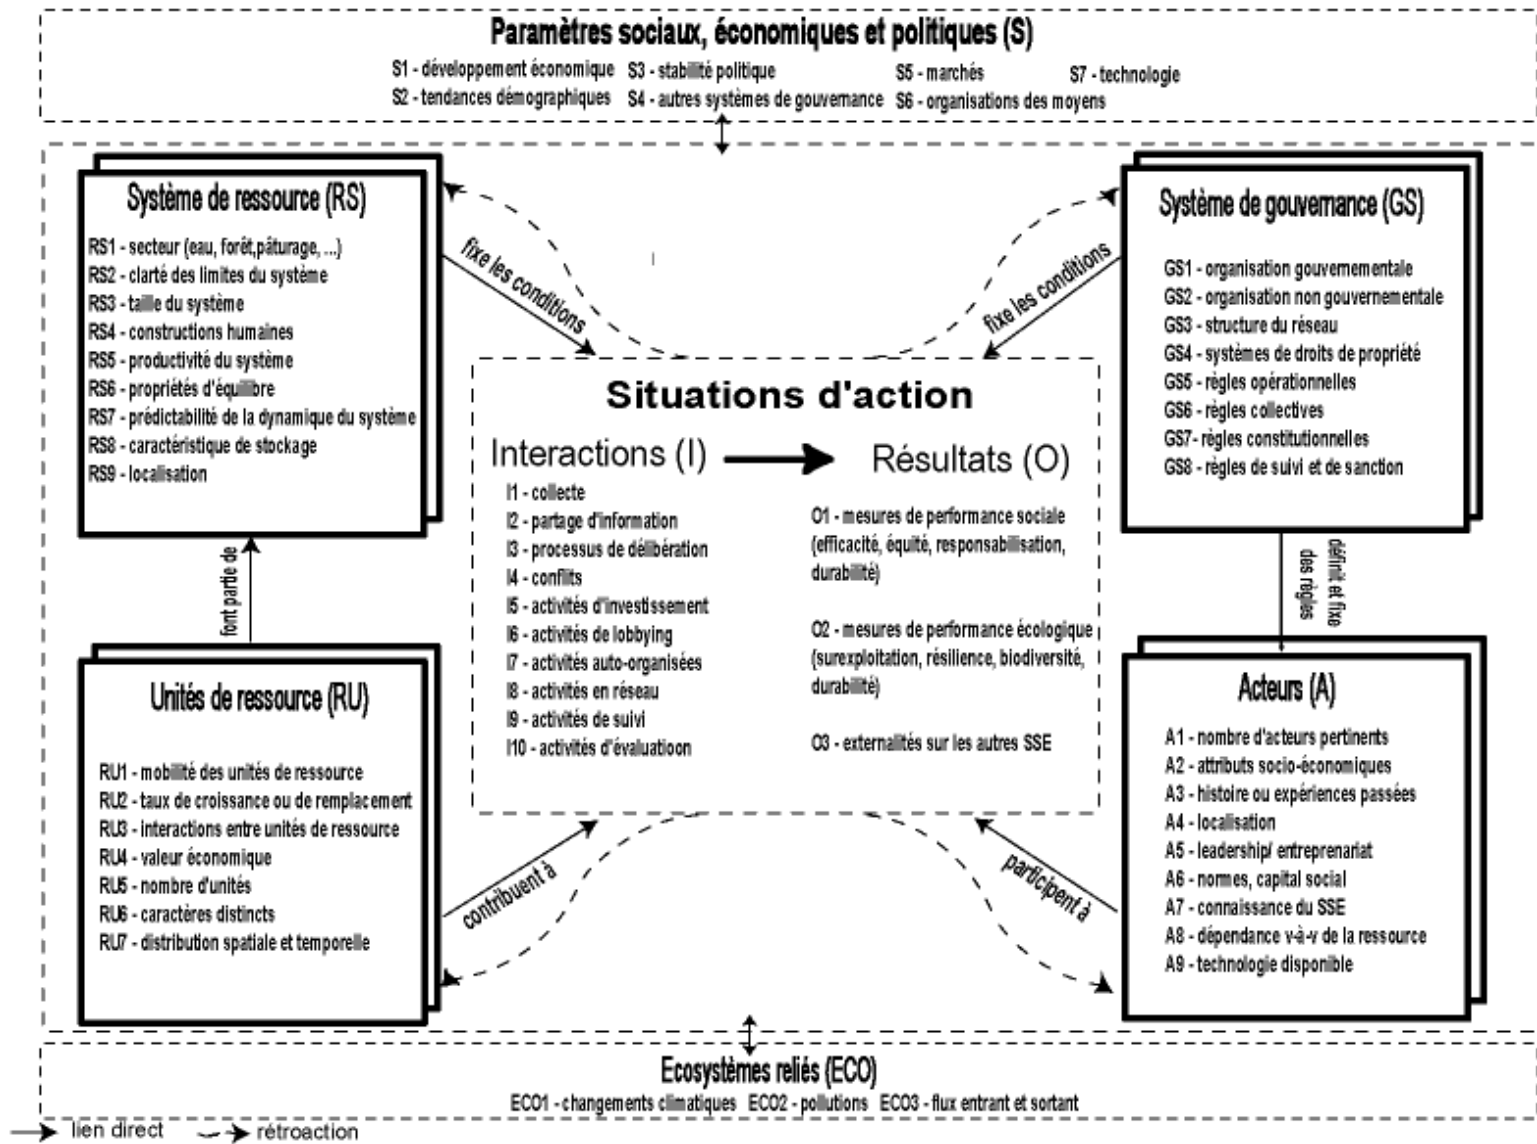 Paramètres sociaux, économiques et politiques (S)
S1 - développement économique S3 - stabilité politique S5 - marchés S7 - technologie
S2 - tendances démographiques S4 - autres systèmes de gouvernance S6 - organisations des moyens
Système de ressource (RS)
RS1 - secteur (eau, forêt,pâturage, ...)
RS2 - clarté des limites du système
RS3 - taille du système
RS4 - constructions humaines
RS5 - productivité du système
RS6 - propriétés d'équilibre
RS7 - prédictabilité de la dynamique du système
RS8 - caractéristique de stockage
RS9 - localisation
fixe les conditions
fixe les conditions
Système de gouvernance (GS)
GS1 - organisation gouvernementale
GS2 - organisation non gouvernementale
GS3 - structure du réseau
GS4 - systèmes de droits de propriété
GS5 - règles opérationnelles
GS6 - règles collectives
GS7- règles constitutionnelles
GS8 - règles de suivi et de sanction
Situations d'action
Interactions (I)
I1 - collecte
I2 - partage d'information
I3 - processus de délibération
I4 - conflits
I5 - activités d'investissement
I6 - activités de lobbying
I7 - activités auto-organisées
I8 - activités en réseau
I9 - activités de suivi
I10 - activités d'évaluatioon
Résultats (O)
O1 - mesures de performance sociale
(efficacité, équité, responsabilisation,
durabilité)
O2 - mesures de performance écologique
(surexploitation, résilience, biodiversité,
durabilité)
O3 - externalités sur les autres SSE
font partie de
définit et fixe
des règles
Unités de ressource (RU)
RU1 - mobilité des unités de ressource
RU2 - taux de croissance ou de remplacement
RU3 - interactions entre unités de ressource
RU4 - valeur économique
RU5 - nombre d'unités
RU6 - caractères distincts
RU7 - distribution spatiale et temporelle
contribuent à
participent à
Acteurs (A)
A1 - nombre d'acteurs pertinents
A2 - attributs socio-économiques
A3 - histoire ou expériences passées
A4 - localisation
A5 - leadership/ entreprenariat
A6 - normes, capital social
A7 - connaissance du SSE
A8 - dépendance v-à-v de la ressource
A9 - technologie disponible
Ecosystèmes reliés (ECO)
ECO1 - changements climatiques ECO2 - pollutions ECO3 - flux entrant et sortant
lien direct rétroaction